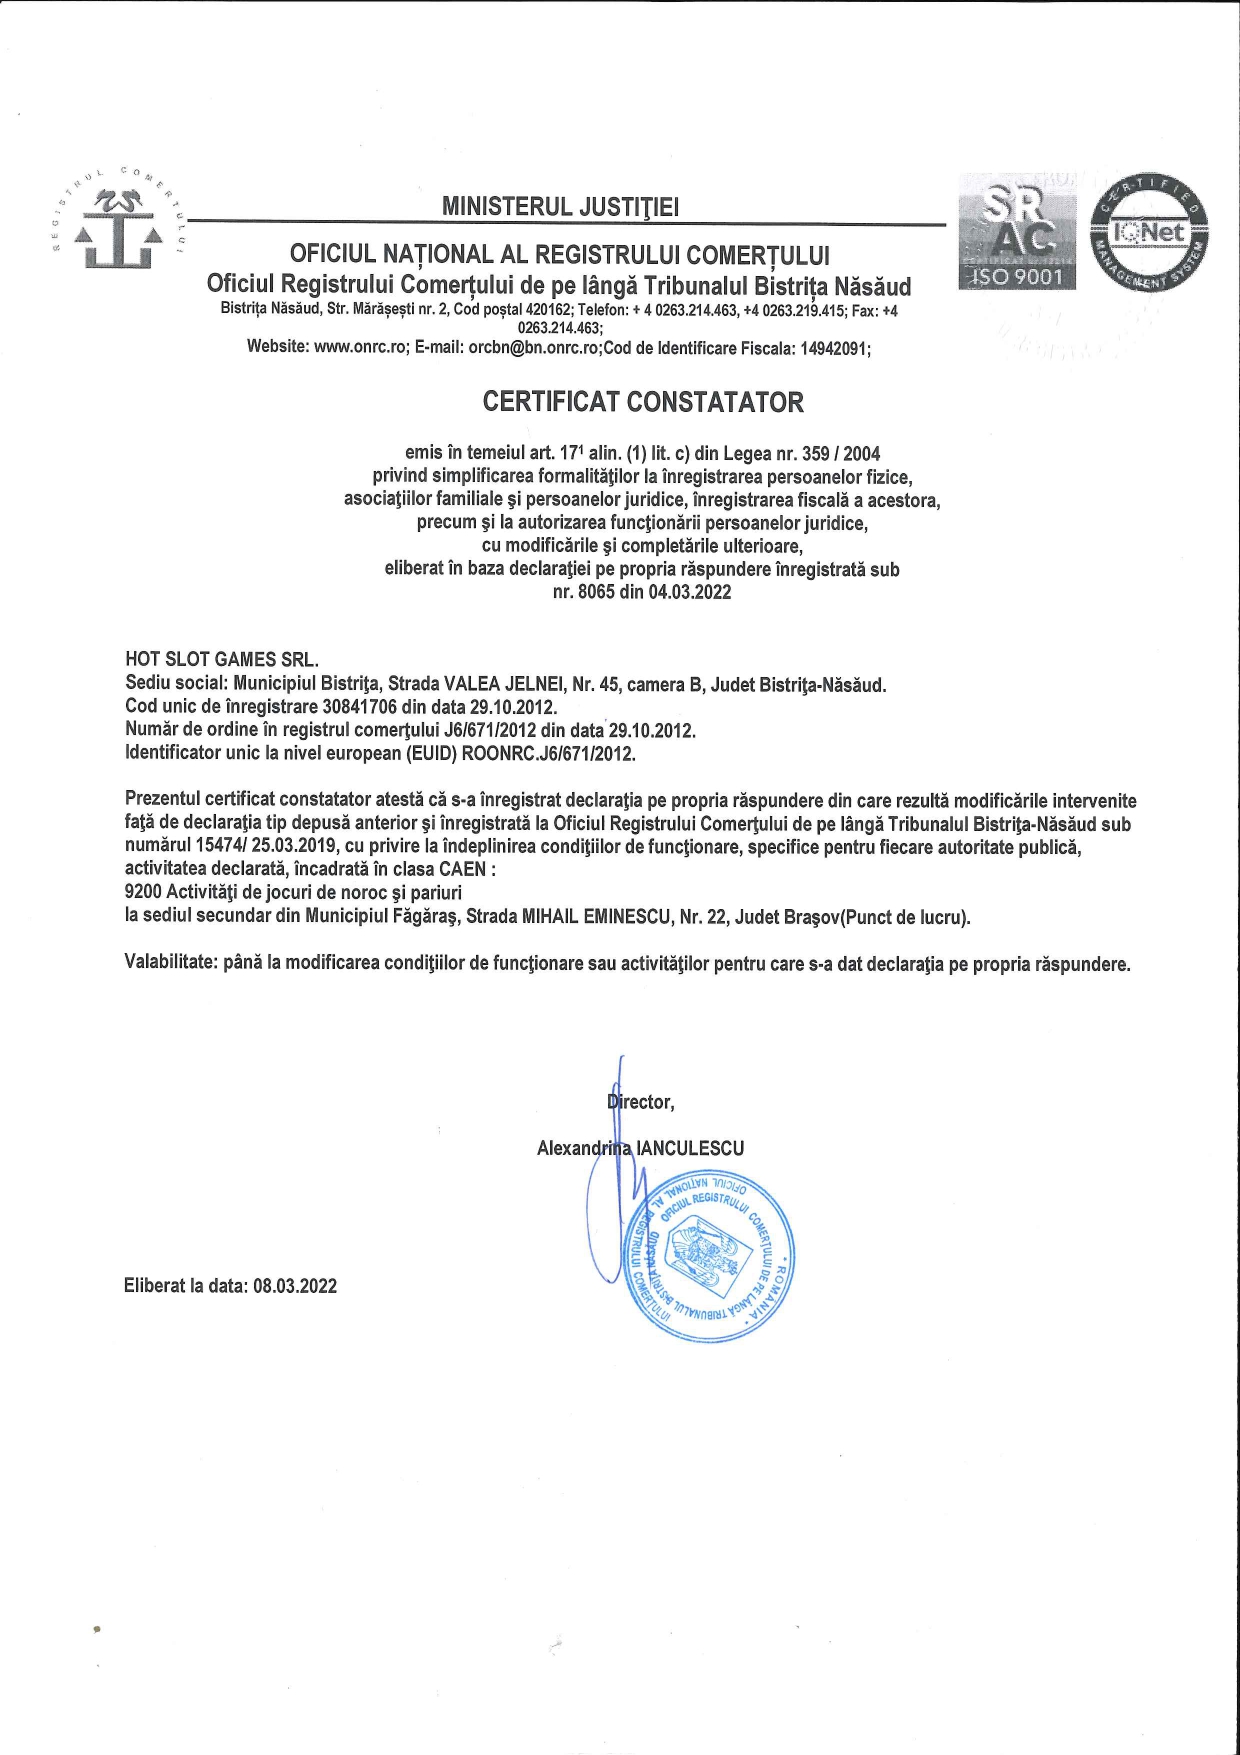 REGISTRUL COMERTULUI
MINISTERUL JUSTIŢIEI
SR
AC
ISO 9001
CERTIFIED
IQNet
MANAGEMENT SYSTEM
OFICIUL NAȚIONAL AL REGISTRULUI COMERȚULUI
Oficiul Registrului Comerțului de pe lângă Tribunalul Bistrița Năsăud
Bistrița Năsăud, Str. Mărășești nr. 2, Cod poștal 420162; Telefon: + 4 0263.214.463, +4 0263.219.415; Fax: +4
0263.214.463;
Website: www.onrc.ro; E-mail: orcbn@bn.onrc.ro;Cod de Identificare Fiscala: 14942091;
CERTIFICAT CONSTATATOR
emis în temeiul art. 17¹ alin. (1) lit. c) din Legea nr. 359 / 2004
privind simplificarea formalităţilor la înregistrarea persoanelor fizice,
asociaţiilor familiale şi persoanelor juridice, înregistrarea fiscală a acestora,
precum şi la autorizarea funcţionării persoanelor juridice,
cu modificările şi completările ulterioare,
eliberat în baza declaraţiei pe propria răspundere înregistrată sub
nr. 8065 din 04.03.2022
HOT SLOT GAMES SRL.
Sediu social: Municipiul Bistriţa, Strada VALEA JELNEI, Nr. 45, camera B, Judet Bistriţa-Năsăud.
Cod unic de înregistrare 30841706 din data 29.10.2012.
Număr de ordine în registrul comerţului J6/671/2012 din data 29.10.2012.
Identificator unic la nivel european (EUID) ROONRC.J6/671/2012.
Prezentul certificat constatator atestă că s-a înregistrat declaraţia pe propria răspundere din care rezultă modificările intervenite
faţă de declaraţia tip depusă anterior şi înregistrată la Oficiul Registrului Comerţului de pe lângă Tribunalul Bistriţa-Năsăud sub
numărul 15474/ 25.03.2019, cu privire la îndeplinirea condiţiilor de funcţionare, specifice pentru fiecare autoritate publică,
activitatea declarată, încadrată în clasa CAEN :
9200 Activităţi de jocuri de noroc şi pariuri
la sediul secundar din Municipiul Făgăraş, Strada MIHAIL EMINESCU, Nr. 22, Judet Braşov(Punct de lucru).
Valabilitate: până la modificarea condiţiilor de funcţionare sau activităţilor pentru care s-a dat declaraţia pe propria răspundere.
Director,
Alexandrina IANCULESCU
* ROMÂNIA * OFICIUL NAŢIONAL AL REGISTRULUI COMERŢULUI
OFICIUL REGISTRULUI COMERŢULUI DE PE LÂNGĂ TRIBUNALUL BISTRIŢA NĂSĂUD
Eliberat la data: 08.03.2022